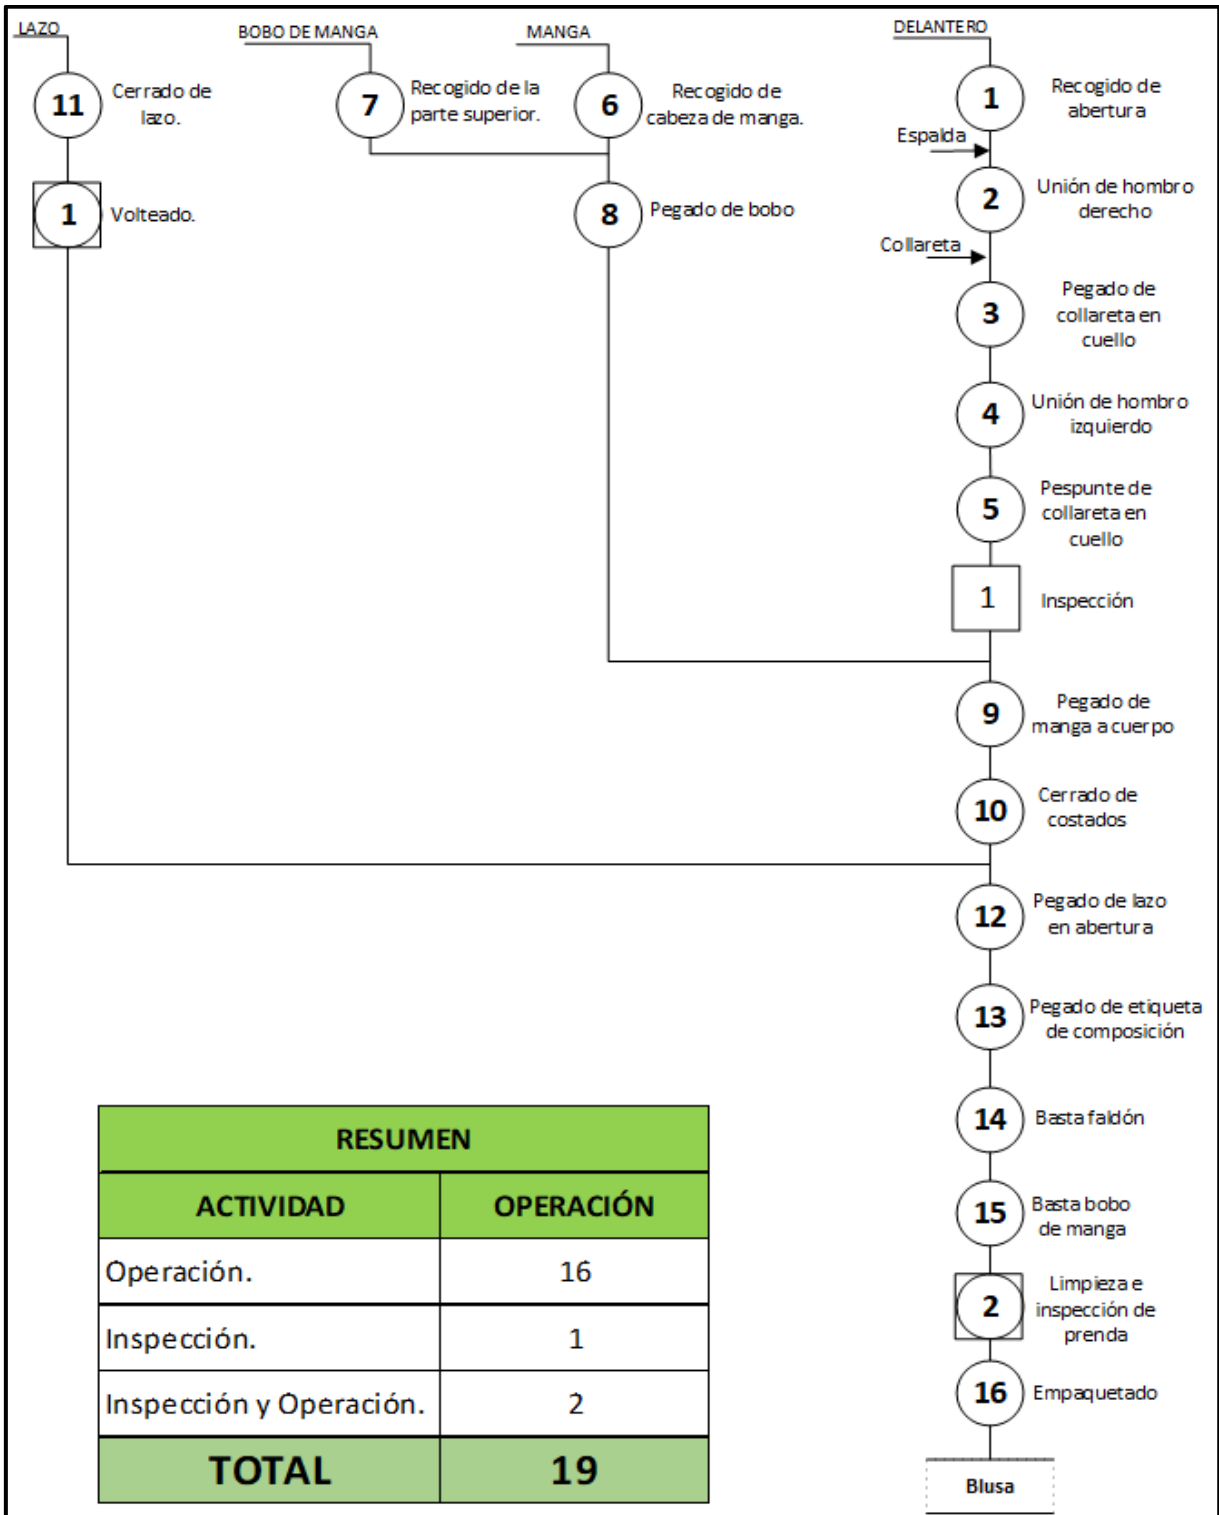 LAZO
11
Cerrado de
lazo.
1
Volteado.
BOBO DE MANGA
7
Recogido de la
parte superior.
MANGA
6
Recogido de
cabeza de manga.
8
Pegado de bobo
DELANTERO
1
Recogido de
abertura
Espalda
2
Unión de hombro
derecho
Collareta
3
Pegado de
collareta en
cuello
4
Unión de hombro
izquierdo
5
Pespunte de
collareta en
cuello
1
Inspección
9
Pegado de
manga a cuerpo
10
Cerrado de
costados
12
Pegado de lazo
en abertura
13
Pegado de etiqueta
de composición
14
Basta faldón
15
Basta bobo
de manga
2
Limpieza e
inspección de
prenda
16
Empaquetado
Blusa
RESUMEN
ACTIVIDAD OPERACIÓN
Operación. 16
Inspección. 1
Inspección y Operación. 2
TOTAL 19